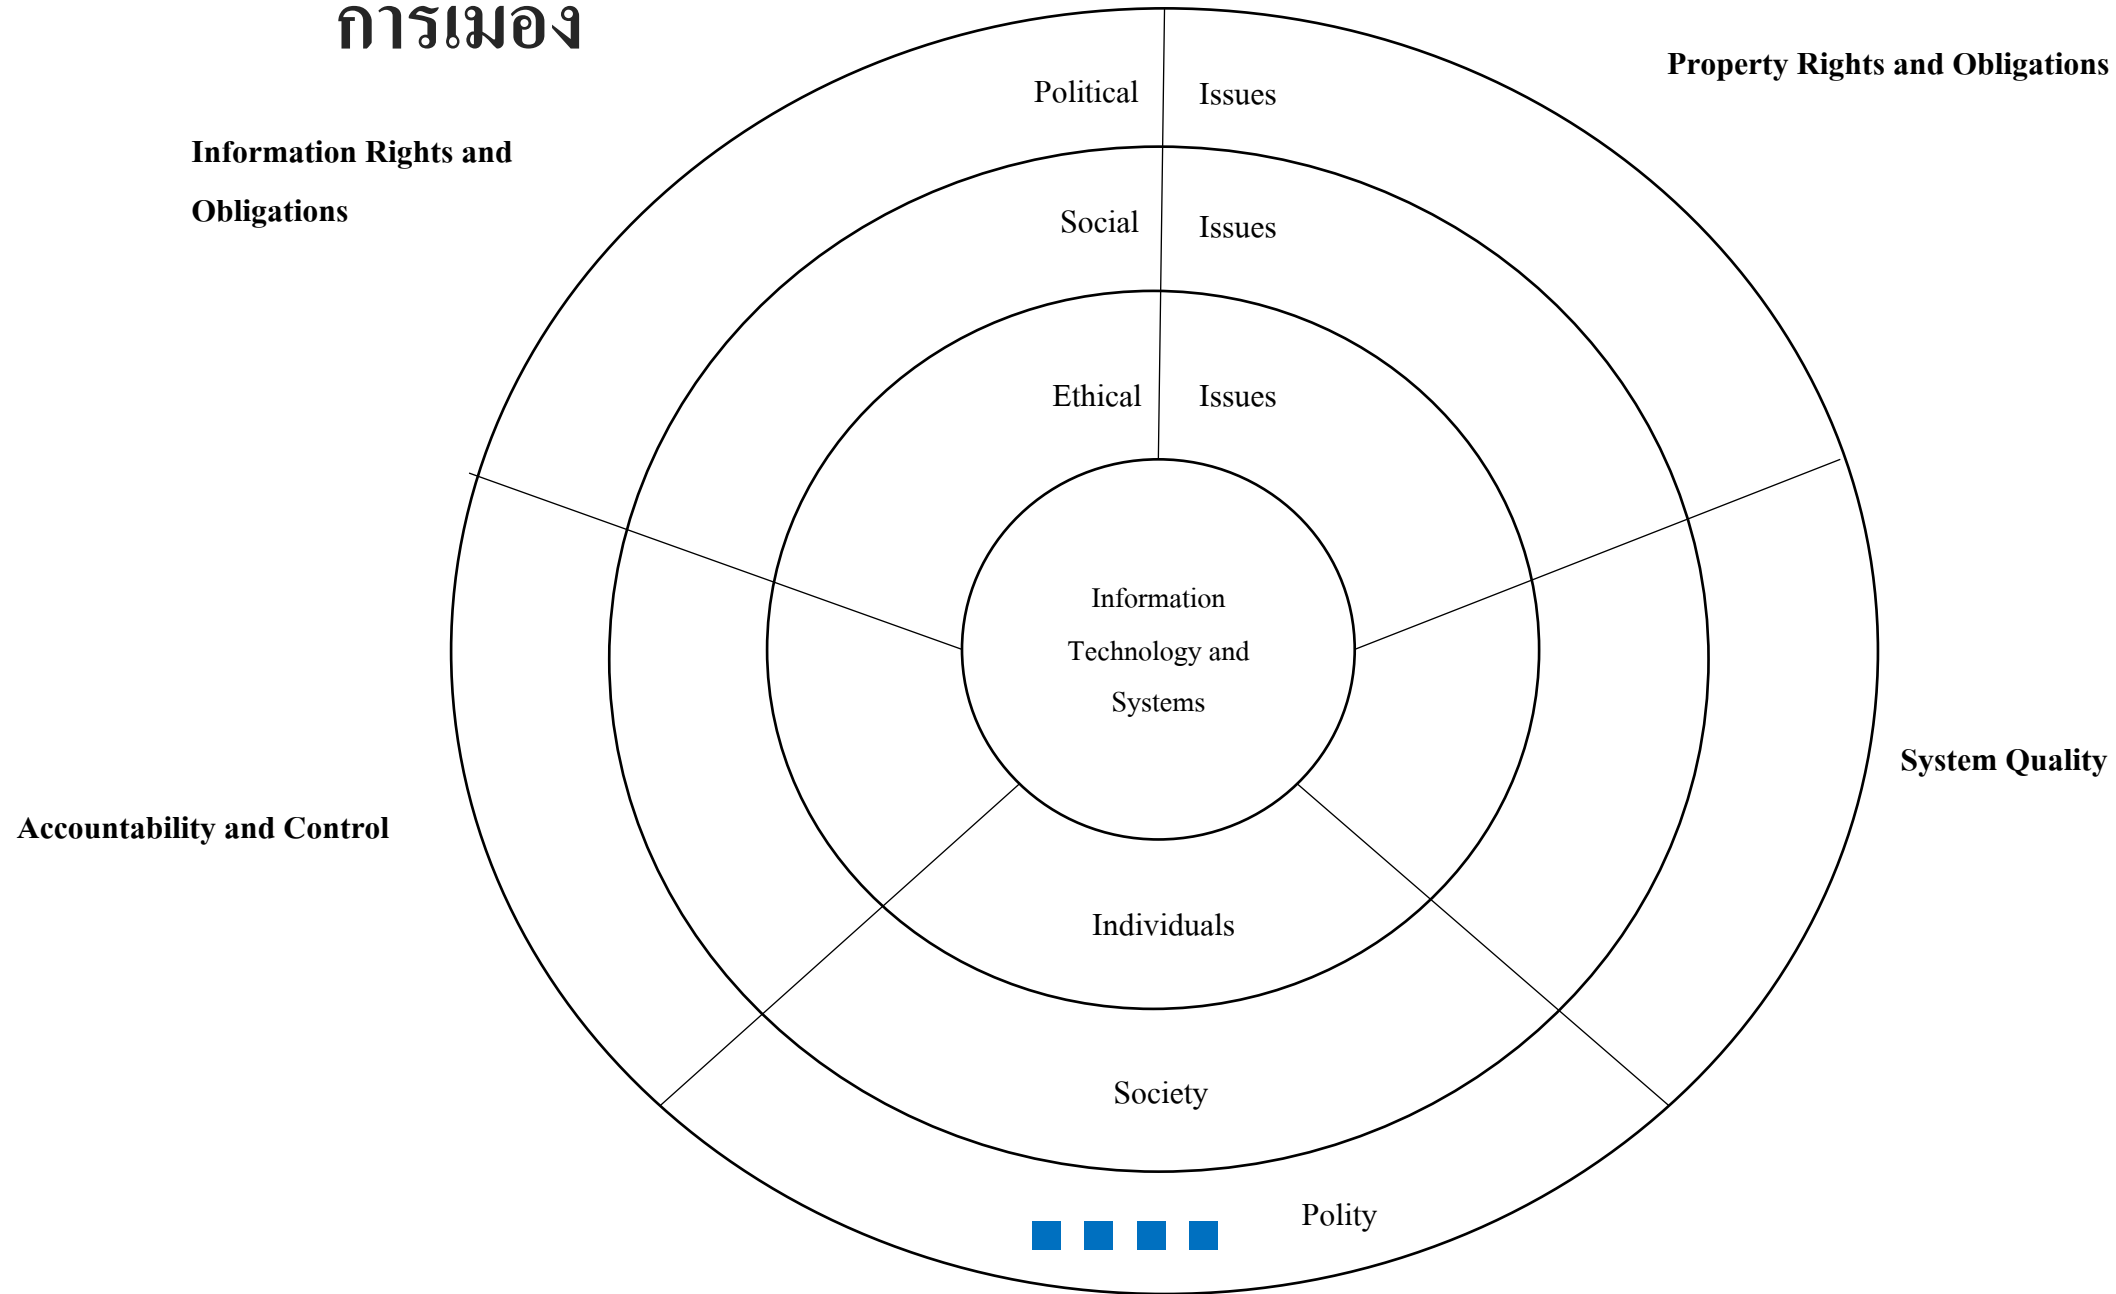 การเมอง
Property Rights and Obligations
Political Issues
Information Rights and
Obligations
Social Issues
Ethical Issues
Information
Technology and
Systems
System Quality
Accountability and Control
Individuals
Society
Polity